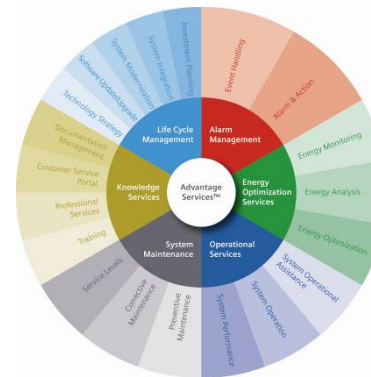 Investment Planning
System Integration
System Modernization
Software Update/Upgrade
Technology Strategy
Event Handling
Alarm & Action
Energy Monitoring
Energy Analysis
Energy Optimization
System Operational
Assistance
System Operation
System Performance
Preventive
Maintenance
Corrective
Maintenance
Service Levels
Training
Professional
Services
Customer Service
Portal
Documentation
Management
Life Cycle
Management
Alarm
Management
Knowledge
Services
Advantage
Services™
Energy
Optimization
Services
System
Maintenance
Operational
Services